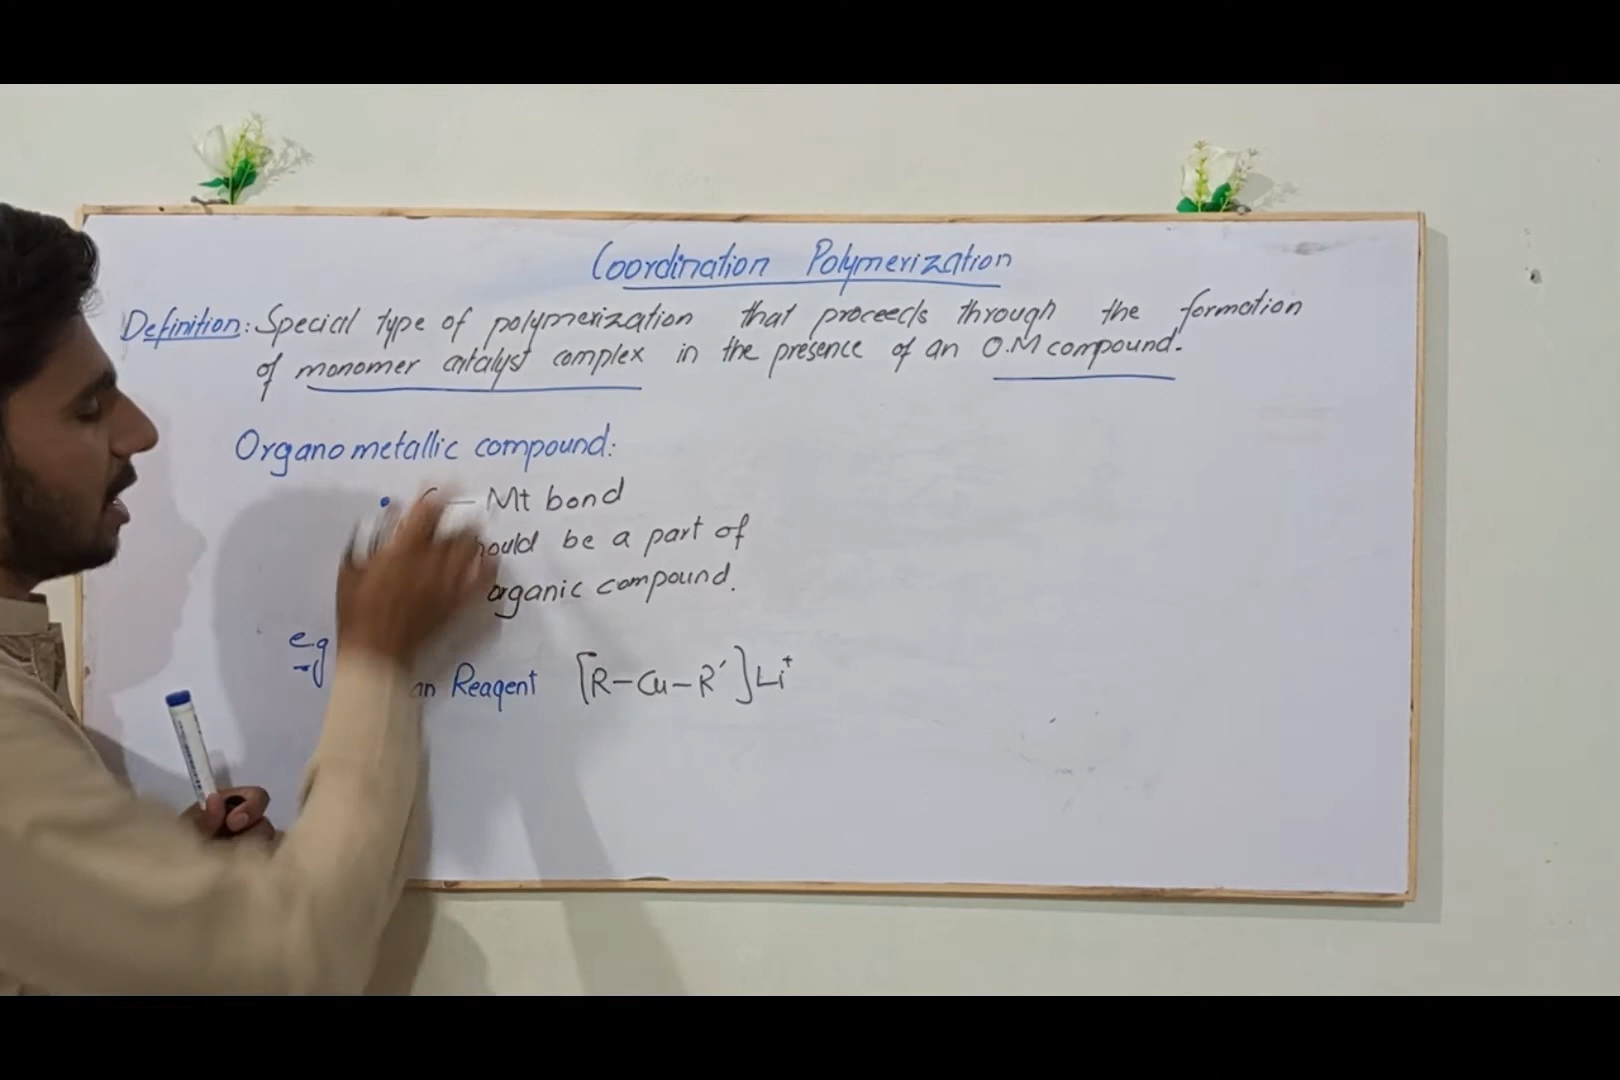 Coordination Polymerization
Definition: Special type of polymerization that proceeds through the formation
of monomer catalyst complex in the presence of an O.M compound.
Organometallic compound:
• C — Mt bond
be a part of
organic compound.
e.g
Reagent [R-Cu-R′]Li⁺